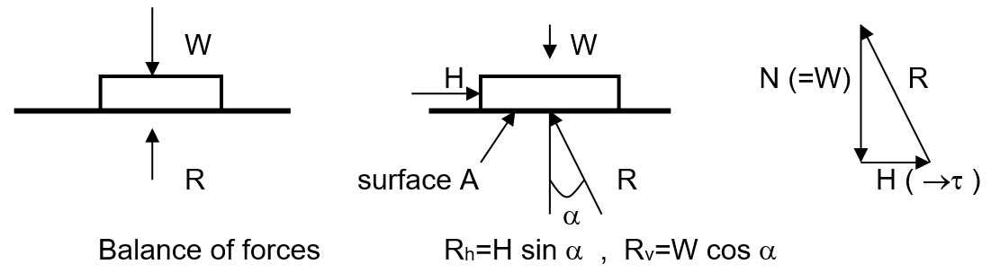 W
R
Balance of forces
W
H
surface A
R
α
Rh=H sin α , Rv=W cos α
N (=W)
R
H ( →τ )